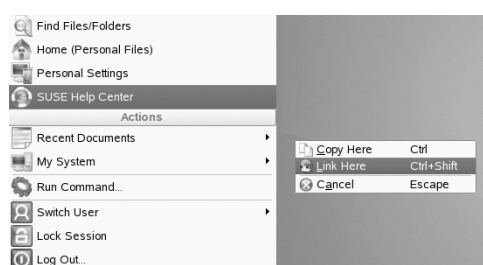 Find Files/Folders
Home (Personal Files)
Personal Settings
SUSE Help Center
Actions
Recent Documents
My System
Run Command...
Switch User
Lock Session
Log Out...
Copy Here Ctrl
Link Here Ctrl+Shift
Cancel Escape